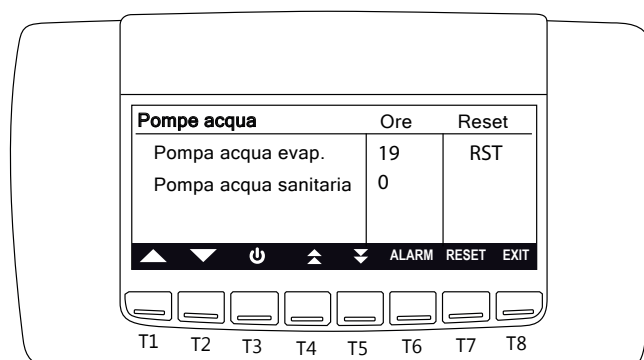 Pompe acqua Ore Reset
Pompa acqua evap. 19 RST
Pompa acqua sanitaria 0
ALARM RESET EXIT
T1 T2 T3 T4 T5 T6 T7 T8